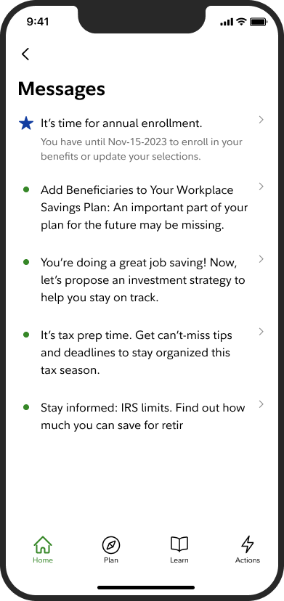 9:41
Messages
It's time for annual enrollment.
You have until Nov-15-2023 to enroll in your
benefits or update your selections.
Add Beneficiaries to Your Workplace
Savings Plan: An important part of your
plan for the future may be missing.
You're doing a great job saving! Now,
let's propose an investment strategy to
help you stay on track.
It's tax prep time. Get can't-miss tips
and deadlines to stay organized this
tax season.
Stay informed: IRS limits. Find out how
much you can save for retir
Home Plan Learn Actions